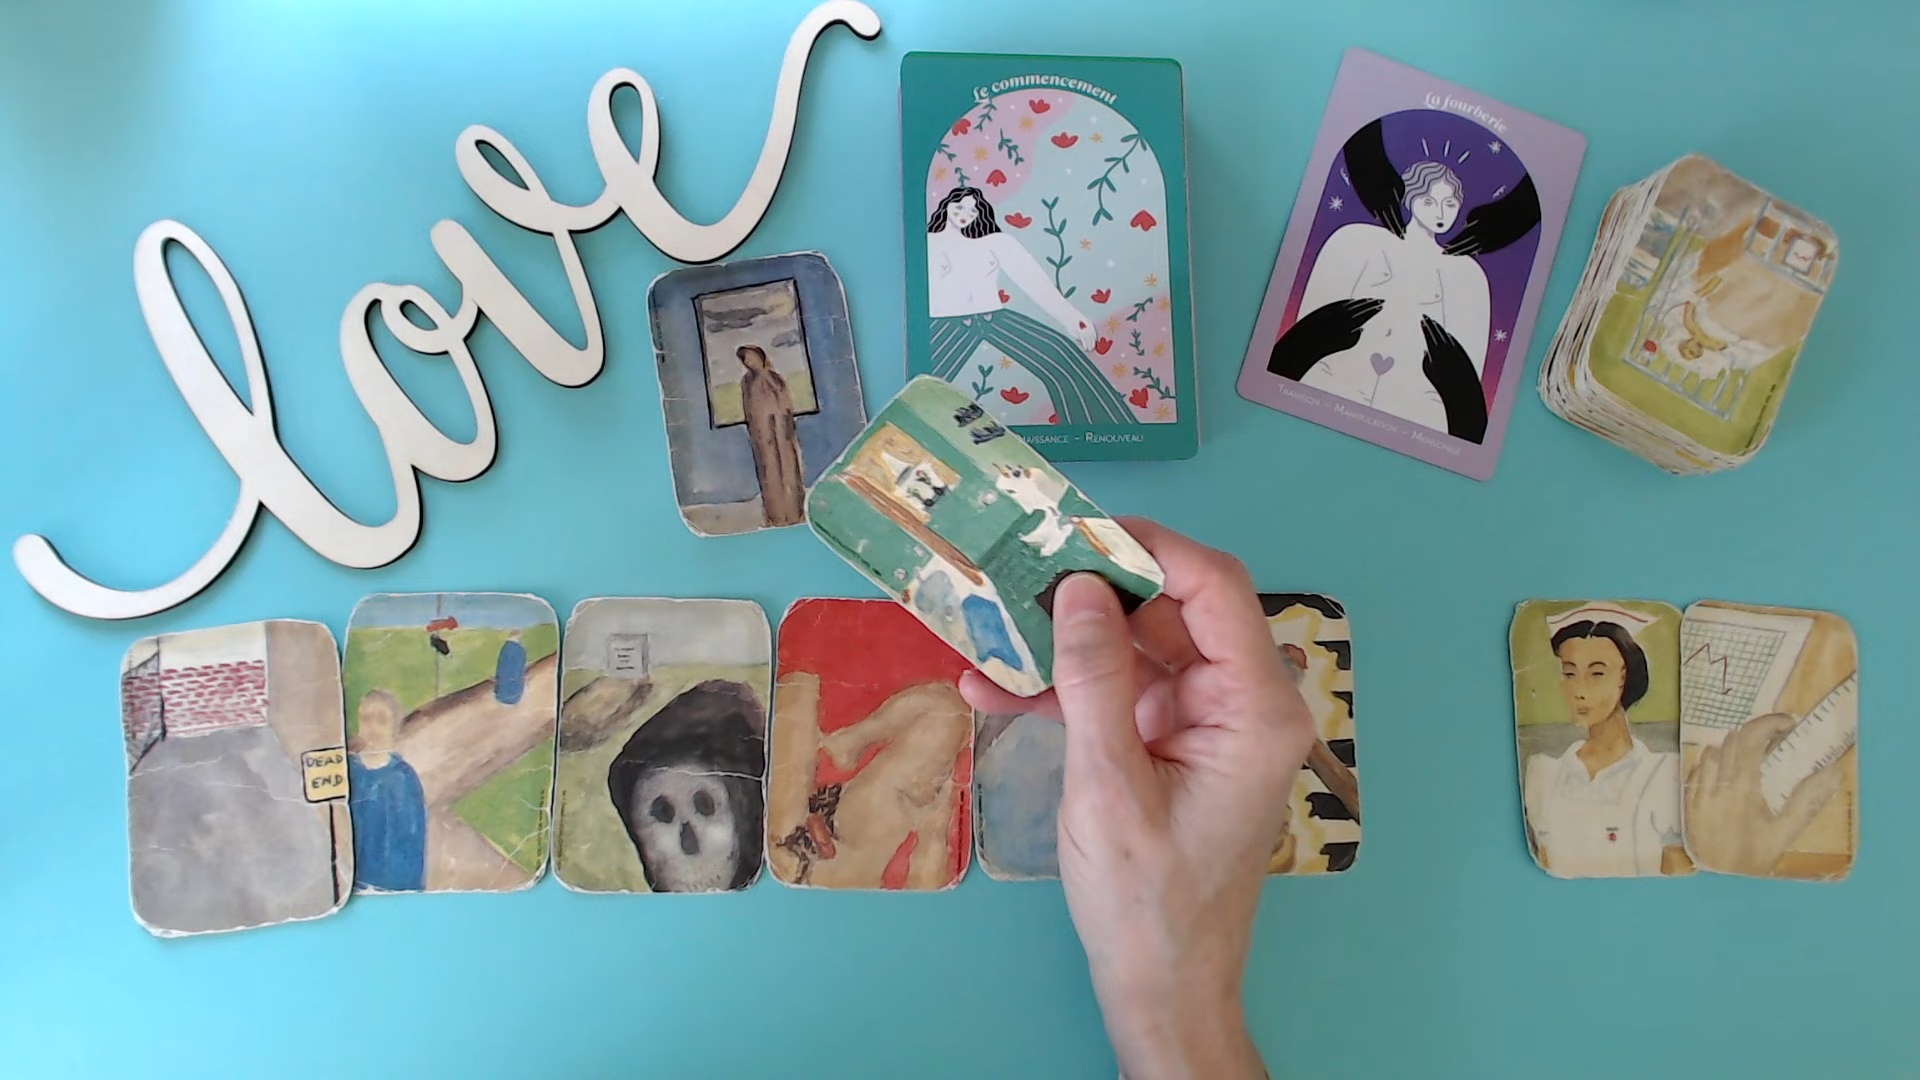 love
Le commencement
NAISSANCE – RENOUVEAU
La fourberie
TRAHISON – MANIPULATION – MENSONGE
DEAD
END